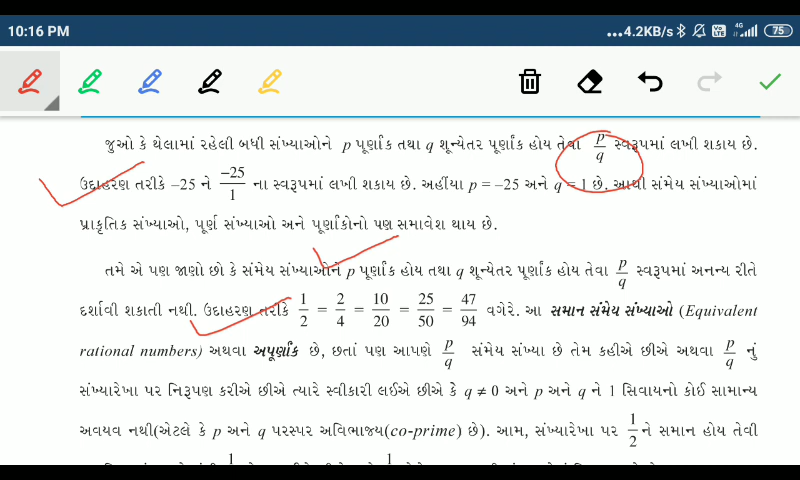 10:16 PM
...4.2KB/s 4G 75
જુઓ કે થેલામાં રહેલી બધી સંખ્યાઓને p પૂર્ણાંક તથા q શૂન્યેતર પૂર્ણાંક હોય તેવા p/q સ્વરૂપમાં લખી શકાય છે.
ઉદાહરણ તરીકે –25 ને –25/1 ના સ્વરૂપમાં લખી શકાય છે. અહીંયા p = –25 અને q = 1 છે. આથી સંમેય સંખ્યાઓમાં
પ્રાકૃતિક સંખ્યાઓ, પૂર્ણ સંખ્યાઓ અને પૂર્ણાંકોનો પણ સમાવેશ થાય છે.
તમે એ પણ જાણો છો કે સંમેય સંખ્યાઓને p પૂર્ણાંક હોય તથા q શૂન્યેતર પૂર્ણાંક હોય તેવા p/q સ્વરૂપમાં અનન્ય રીતે
દર્શાવી શકાતી નથી. ઉદાહરણ તરીકે 1/2 = 2/4 = 10/20 = 25/50 = 47/94 વગેરે. આ સમાન સંમેય સંખ્યાઓ (Equivalent
rational numbers) અથવા અપૂર્ણાંક છે, છતાં પણ આપણે p/q સંમેય સંખ્યા છે તેમ કહીએ છીએ અથવા p/q નું
સંખ્યારેખા પર નિરૂપણ કરીએ છીએ ત્યારે સ્વીકારી લઈએ છીએ કે q ≠ 0 અને p અને q ને 1 સિવાયનો કોઈ સામાન્ય
અવયવ નથી(એટલે કે p અને q પરસ્પર અવિભાજ્ય(co-prime) છે). આમ, સંખ્યારેખા પર 1/2 ને સમાન હોય તેવી